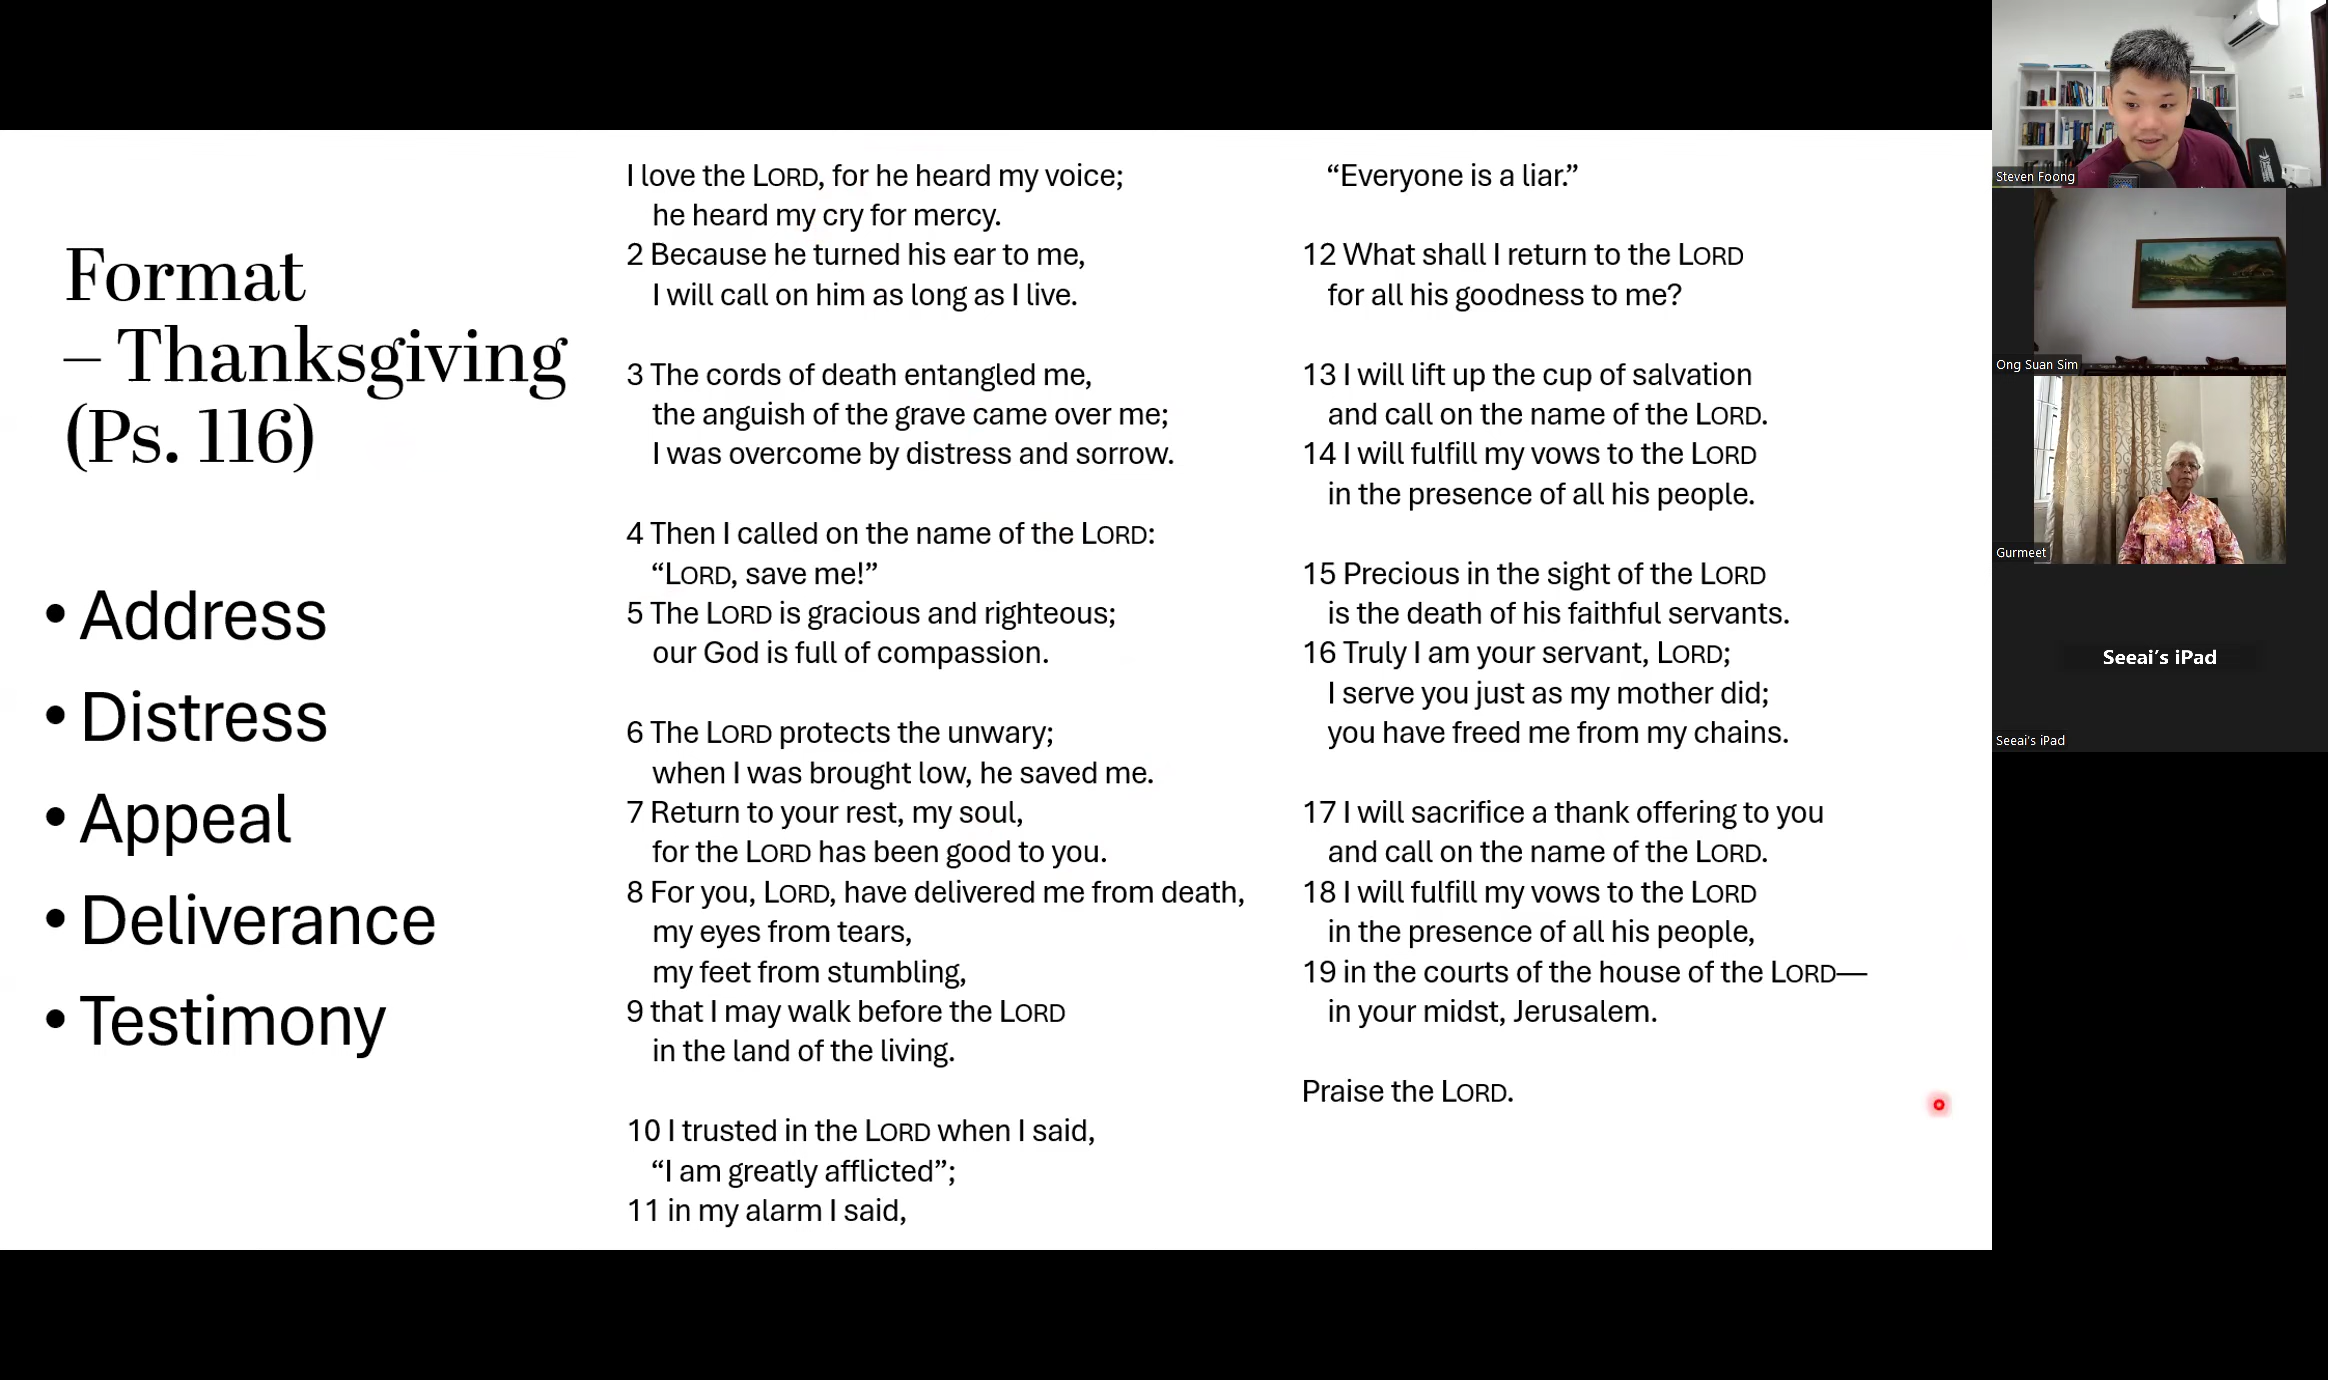 Format
– Thanksgiving
(Ps. 116)
• Address
• Distress
• Appeal
• Deliverance
• Testimony
I love the LORD, for he heard my voice;
he heard my cry for mercy.
2 Because he turned his ear to me,
I will call on him as long as I live.
3 The cords of death entangled me,
the anguish of the grave came over me;
I was overcome by distress and sorrow.
4 Then I called on the name of the LORD:
“LORD, save me!”
5 The LORD is gracious and righteous;
our God is full of compassion.
6 The LORD protects the unwary;
when I was brought low, he saved me.
7 Return to your rest, my soul,
for the LORD has been good to you.
8 For you, LORD, have delivered me from death,
my eyes from tears,
my feet from stumbling,
9 that I may walk before the LORD
in the land of the living.
10 I trusted in the LORD when I said,
“I am greatly afflicted”;
11 in my alarm I said,
“Everyone is a liar.”
12 What shall I return to the LORD
for all his goodness to me?
13 I will lift up the cup of salvation
and call on the name of the LORD.
14 I will fulfill my vows to the LORD
in the presence of all his people.
15 Precious in the sight of the LORD
is the death of his faithful servants.
16 Truly I am your servant, LORD;
I serve you just as my mother did;
you have freed me from my chains.
17 I will sacrifice a thank offering to you
and call on the name of the LORD.
18 I will fulfill my vows to the LORD
in the presence of all his people,
19 in the courts of the house of the LORD—
in your midst, Jerusalem.
Praise the LORD.
Steven Foong
Ong Suan Sim
Gurmeet
Seeai’s iPad
Seeai's iPad